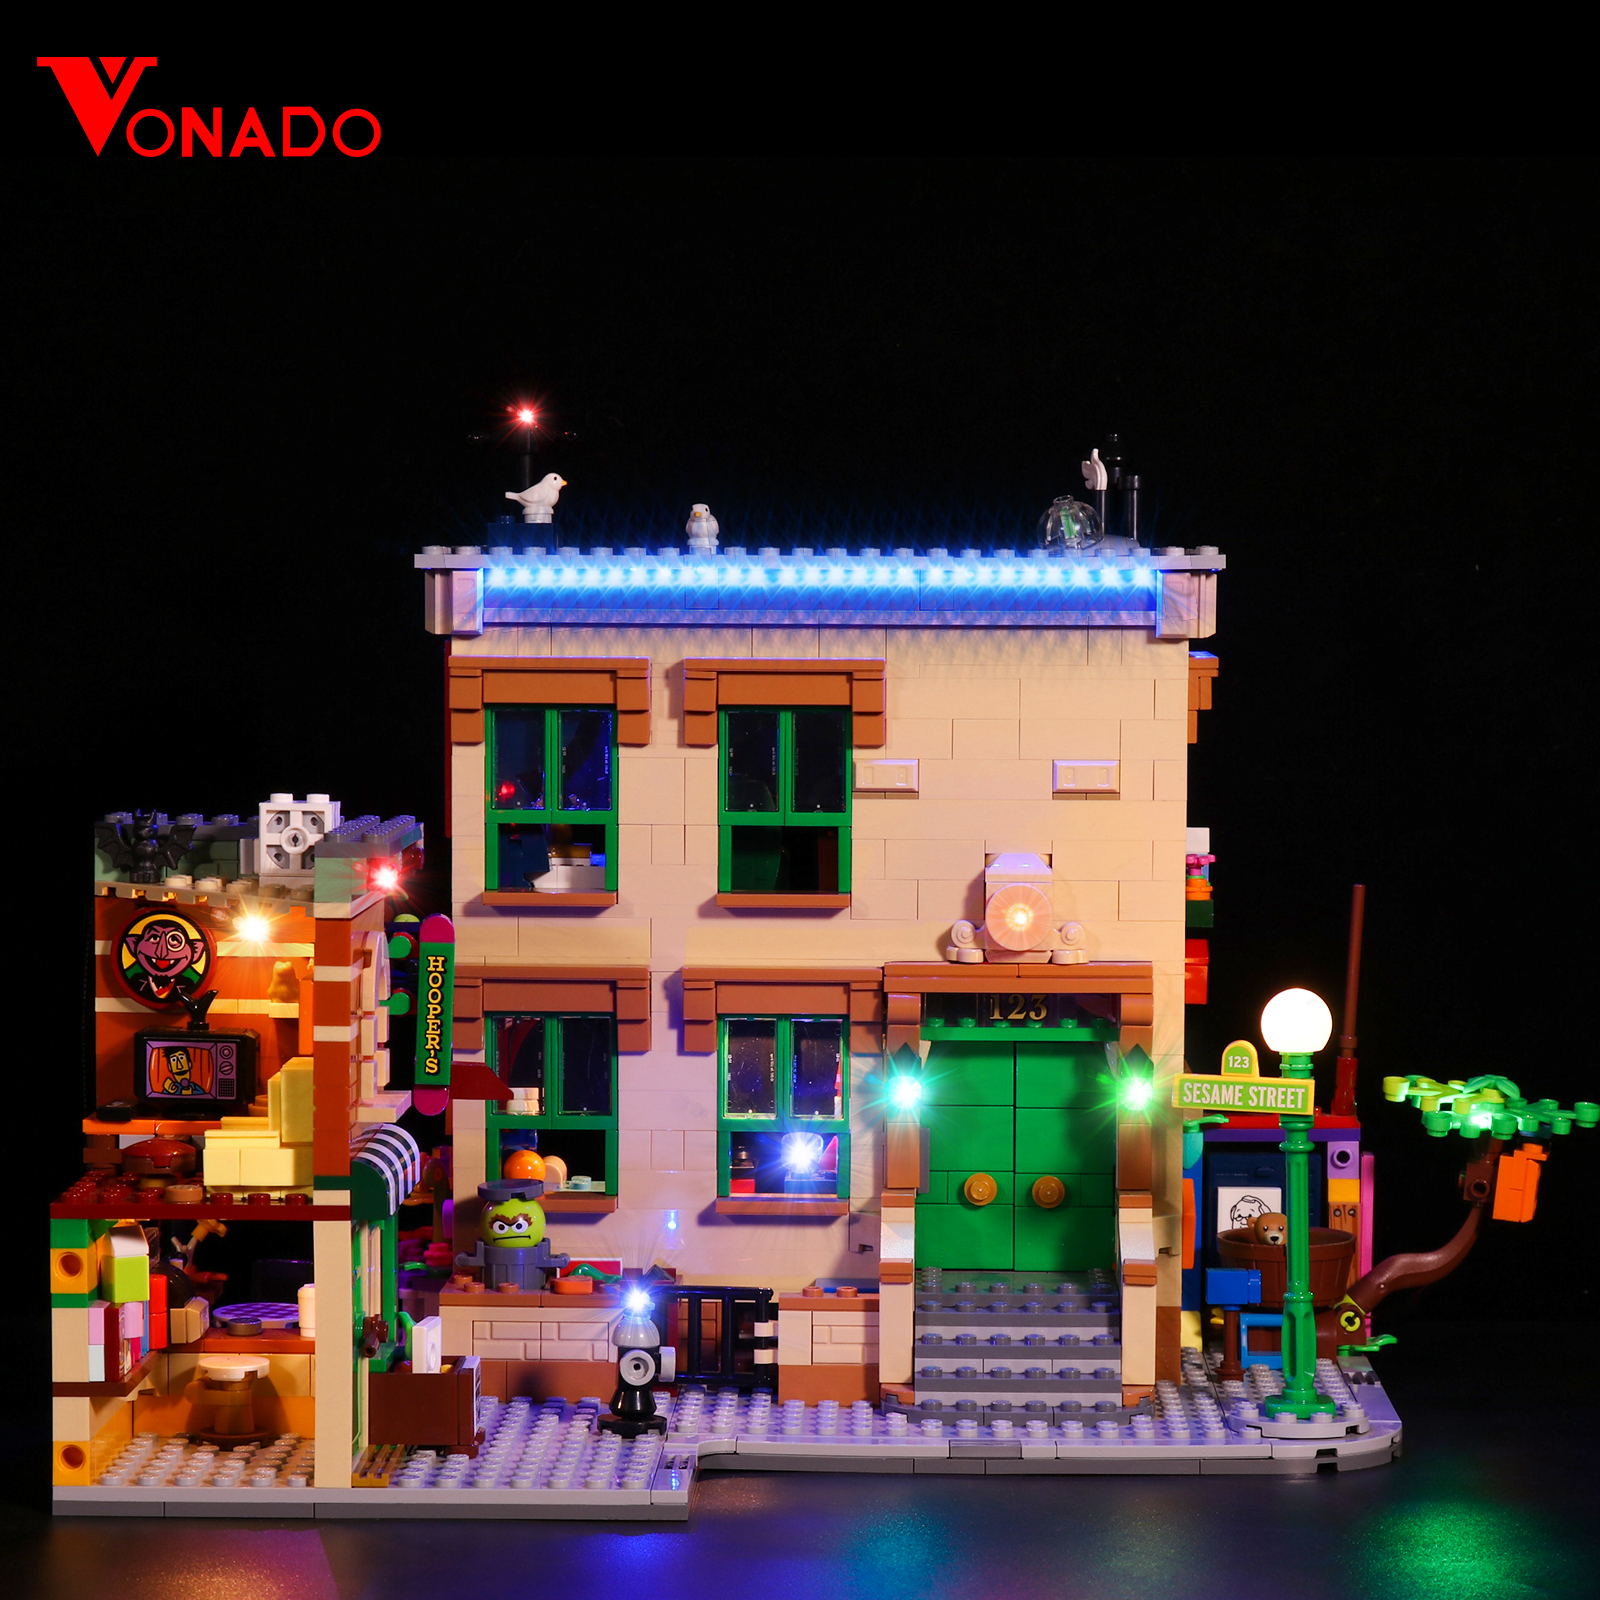 VONADO
HOOPER'S
123
123
SESAME STREET